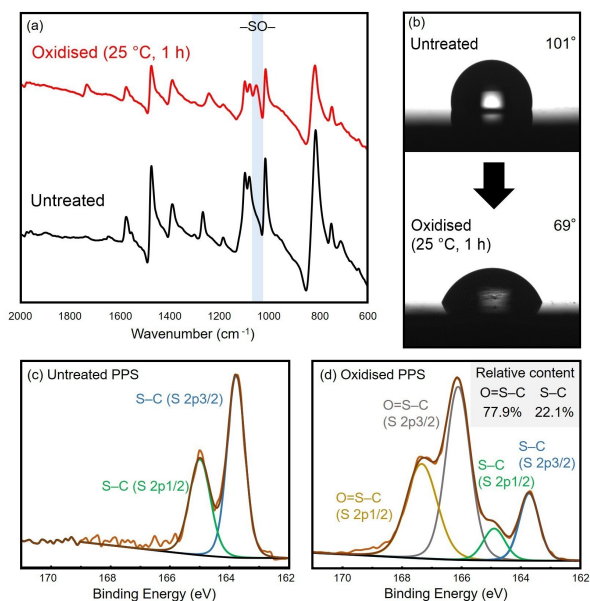 (a)
–SO–
Oxidised (25 °C, 1 h)
Untreated
2000 1800 1600 1400 1200 1000 800 600
Wavenumber (cm⁻¹)
(b)
Untreated 101°
Oxidised 69°
(25 °C, 1 h)
(c) Untreated PPS
S–C (S 2p3/2)
S–C (S 2p1/2)
170 168 166 164 162
Binding Energy (eV)
(d) Oxidised PPS
Relative content
O=S–C S–C
77.9% 22.1%
O=S–C
(S 2p3/2)
S–C
(S 2p3/2)
S–C
(S 2p1/2)
O=S–C
(S 2p1/2)
170 168 166 164 162
Binding Energy (eV)